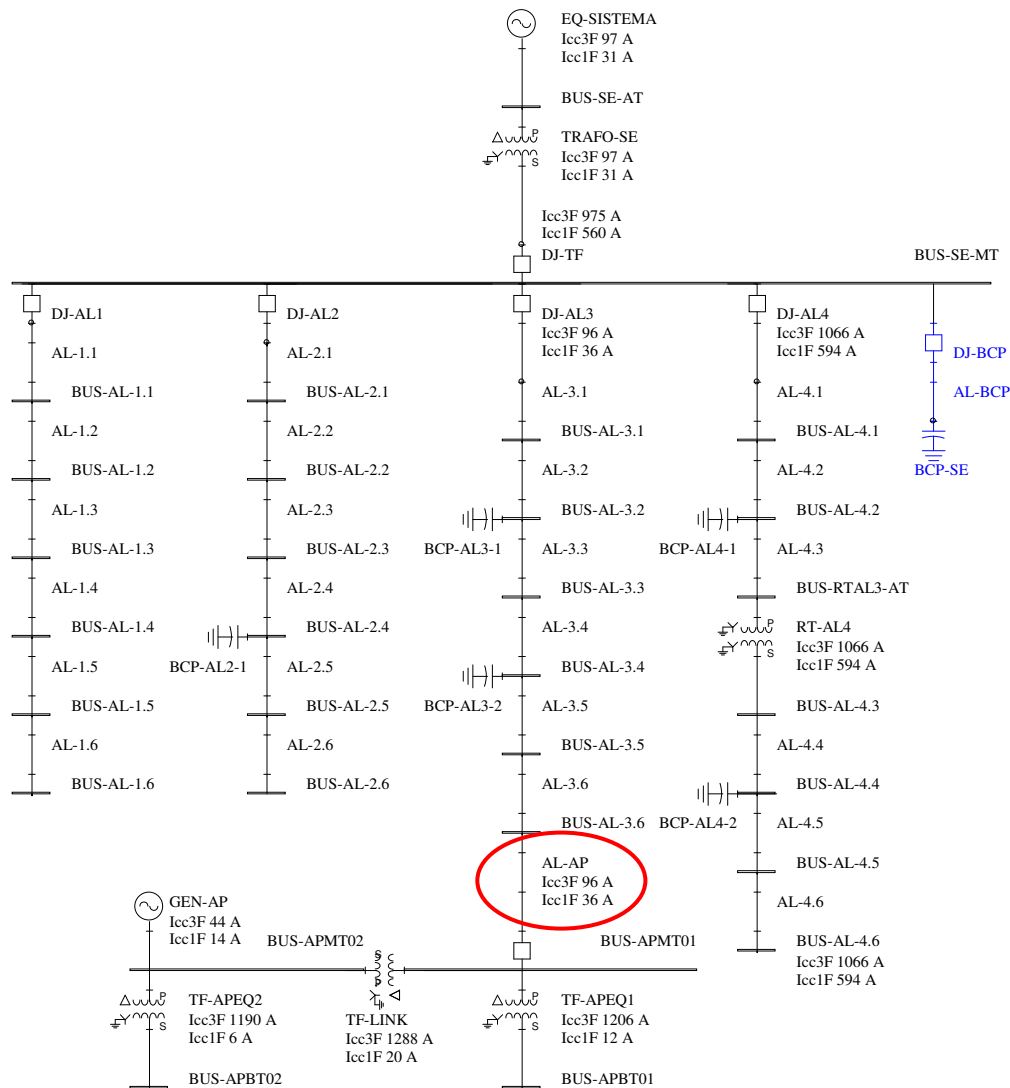 EQ-SISTEMA
Icc3F 97 A
Icc1F 31 A
BUS-SE-AT
P
S
TRAFO-SE
Icc3F 97 A
Icc1F 31 A
Icc3F 975 A
Icc1F 560 A
DJ-TF
BUS-SE-MT
DJ-AL1
AL-1.1
BUS-AL-1.1
AL-1.2
BUS-AL-1.2
AL-1.3
BUS-AL-1.3
AL-1.4
BUS-AL-1.4
AL-1.5
BUS-AL-1.5
AL-1.6
BUS-AL-1.6
DJ-AL2
AL-2.1
BUS-AL-2.1
AL-2.2
BUS-AL-2.2
AL-2.3
BUS-AL-2.3
AL-2.4
BUS-AL-2.4
BCP-AL2-1
AL-2.5
BUS-AL-2.5
AL-2.6
BUS-AL-2.6
DJ-AL3
Icc3F 96 A
Icc1F 36 A
AL-3.1
BUS-AL-3.1
AL-3.2
BUS-AL-3.2
BCP-AL3-1
AL-3.3
BUS-AL-3.3
AL-3.4
BUS-AL-3.4
BCP-AL3-2
AL-3.5
BUS-AL-3.5
AL-3.6
BUS-AL-3.6
AL-AP
Icc3F 96 A
Icc1F 36 A
DJ-AL4
Icc3F 1066 A
Icc1F 594 A
AL-4.1
BUS-AL-4.1
AL-4.2
BUS-AL-4.2
BCP-AL4-1
AL-4.3
BUS-RTAL3-AT
P
S
RT-AL4
Icc3F 1066 A
Icc1F 594 A
BUS-AL-4.3
AL-4.4
BUS-AL-4.4
BCP-AL4-2
AL-4.5
BUS-AL-4.5
AL-4.6
BUS-AL-4.6
Icc3F 1066 A
Icc1F 594 A
DJ-BCP
AL-BCP
BCP-SE
GEN-AP
Icc3F 44 A
Icc1F 14 A
BUS-APMT02
BUS-APMT01
S
P
TF-LINK
Icc3F 1288 A
Icc1F 20 A
P
S
TF-APEQ2
Icc3F 1190 A
Icc1F 6 A
BUS-APBT02
P
S
TF-APEQ1
Icc3F 1206 A
Icc1F 12 A
BUS-APBT01